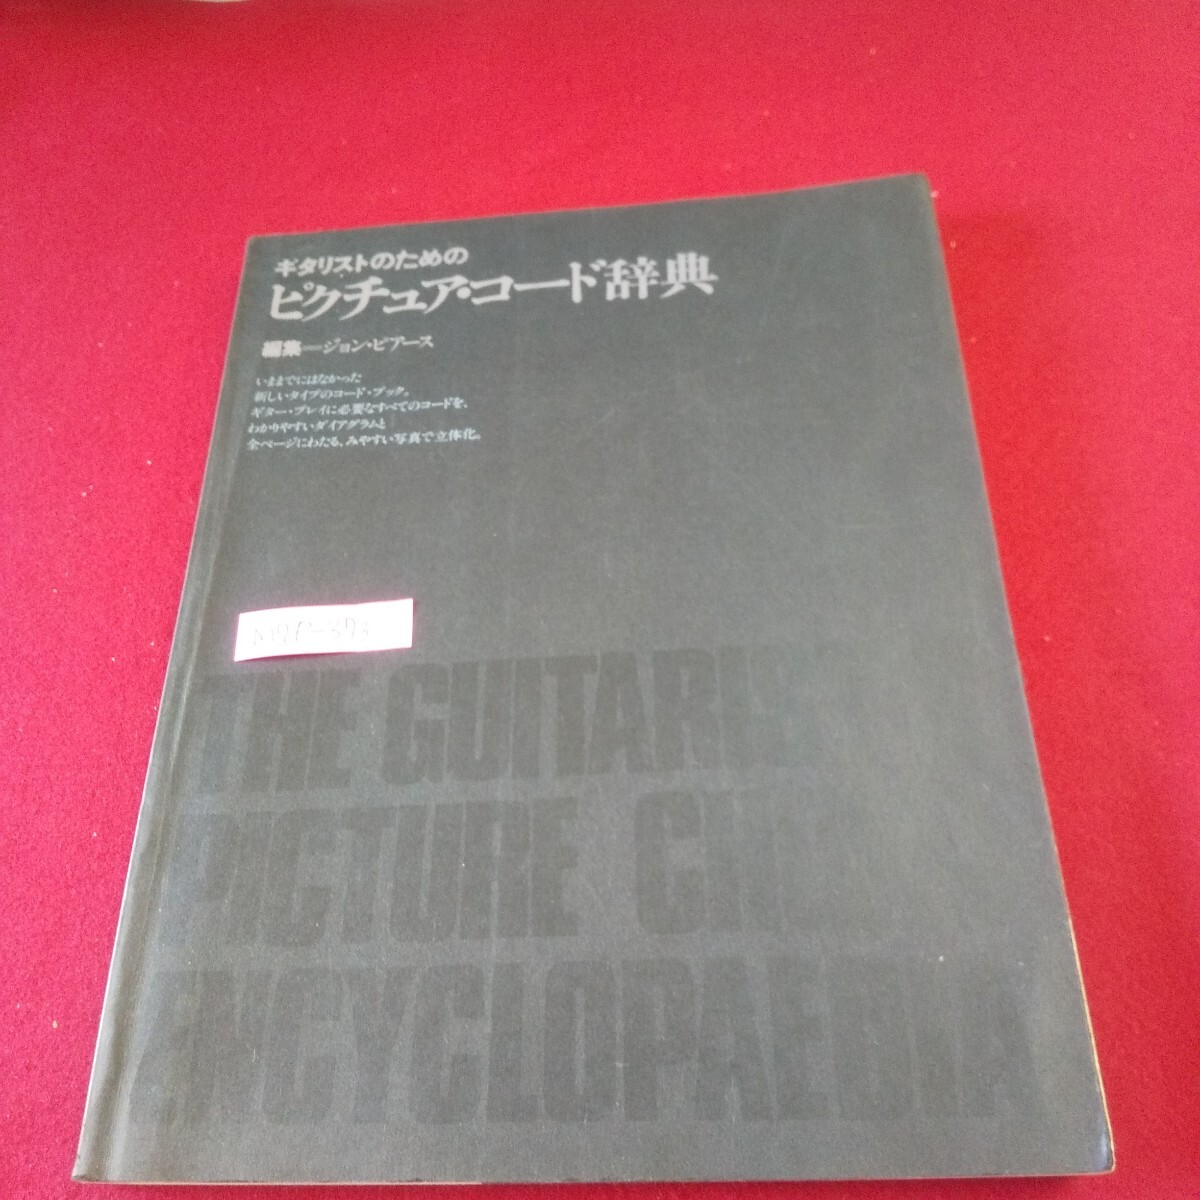 ギタリストのための
ピクチュア・コード辞典
編集=ジョン・ピアース
いままでにはなかった
新しいタイプのコード・ブック。
ギター・プレイに必要なすべてのコードを、
わかりやすいダイアグラムと
全ページにわたる、みやすい写真で立体化。
THE GUITARIS
PICTURE CHO
ENCYCLOPAEDIA